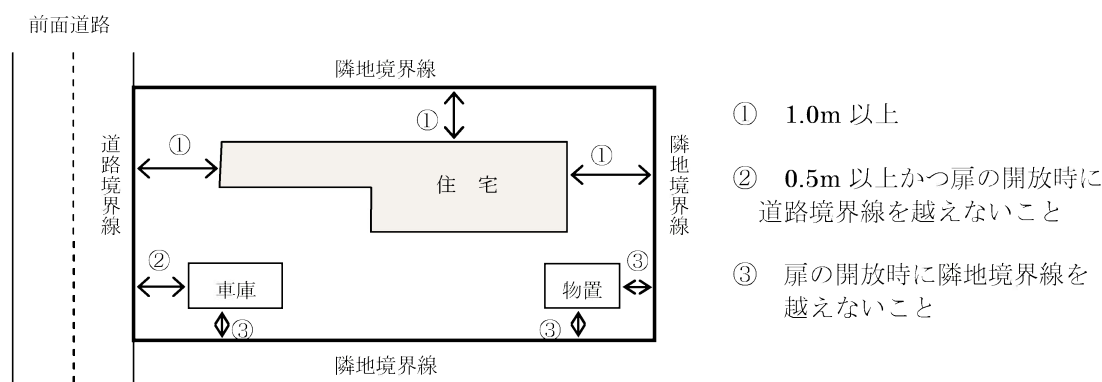 前面道路
隣地境界線
①
道路境界線
①
住 宅
①
隣地境界線
②
車庫
③
物置
③
③
隣地境界線
① 1.0m 以上
② 0.5m 以上かつ扉の開放時に
道路境界線を越えないこと
③ 扉の開放時に隣地境界線を
越えないこと